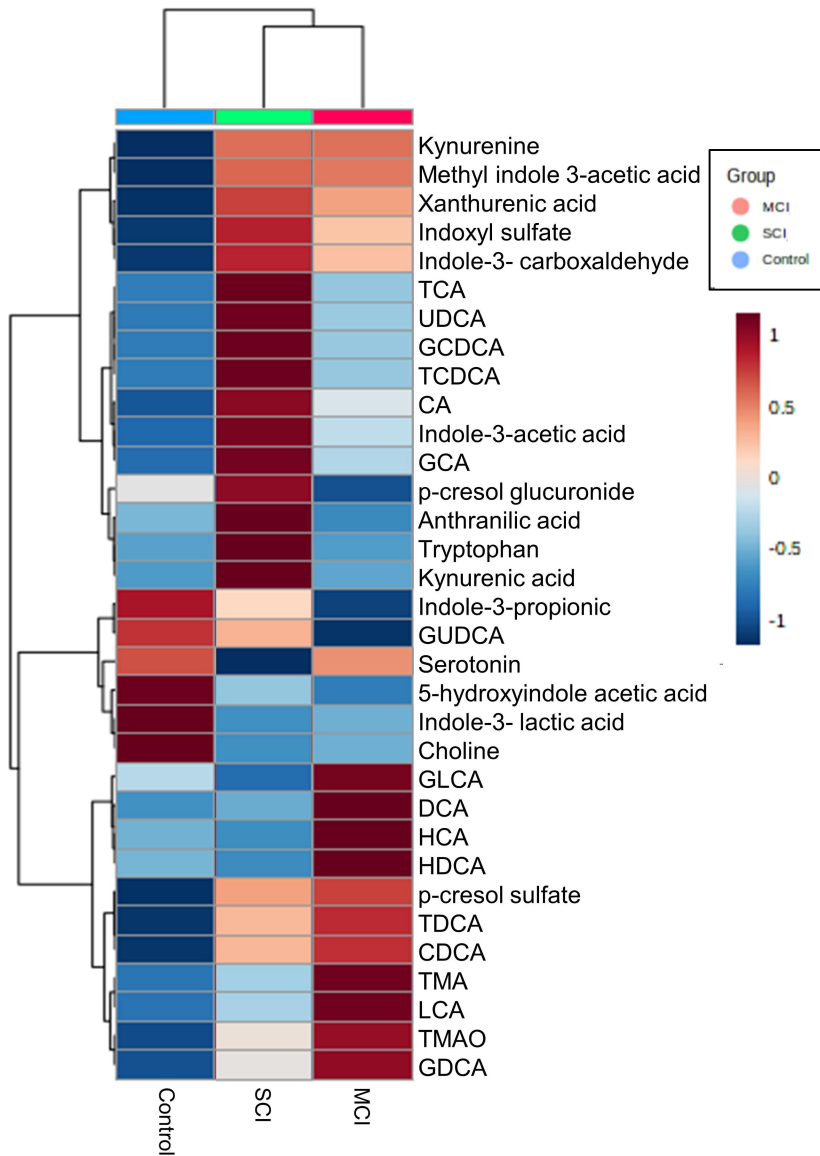 Kynurenine
Methyl indole 3-acetic acid
Xanthurenic acid
Indoxyl sulfate
Indole-3- carboxaldehyde
TCA
UDCA
GCDCA
TCDCA
CA
Indole-3-acetic acid
GCA
p-cresol glucuronide
Anthranilic acid
Tryptophan
Kynurenic acid
Indole-3-propionic
GUDCA
Serotonin
5-hydroxyindole acetic acid
Indole-3- lactic acid
Choline
GLCA
DCA
HCA
HDCA
p-cresol sulfate
TDCA
CDCA
TMA
LCA
TMAO
GDCA
Group
MCI
SCI
Control
1
0.5
0
-0.5
-1
Control
SCI
MCI